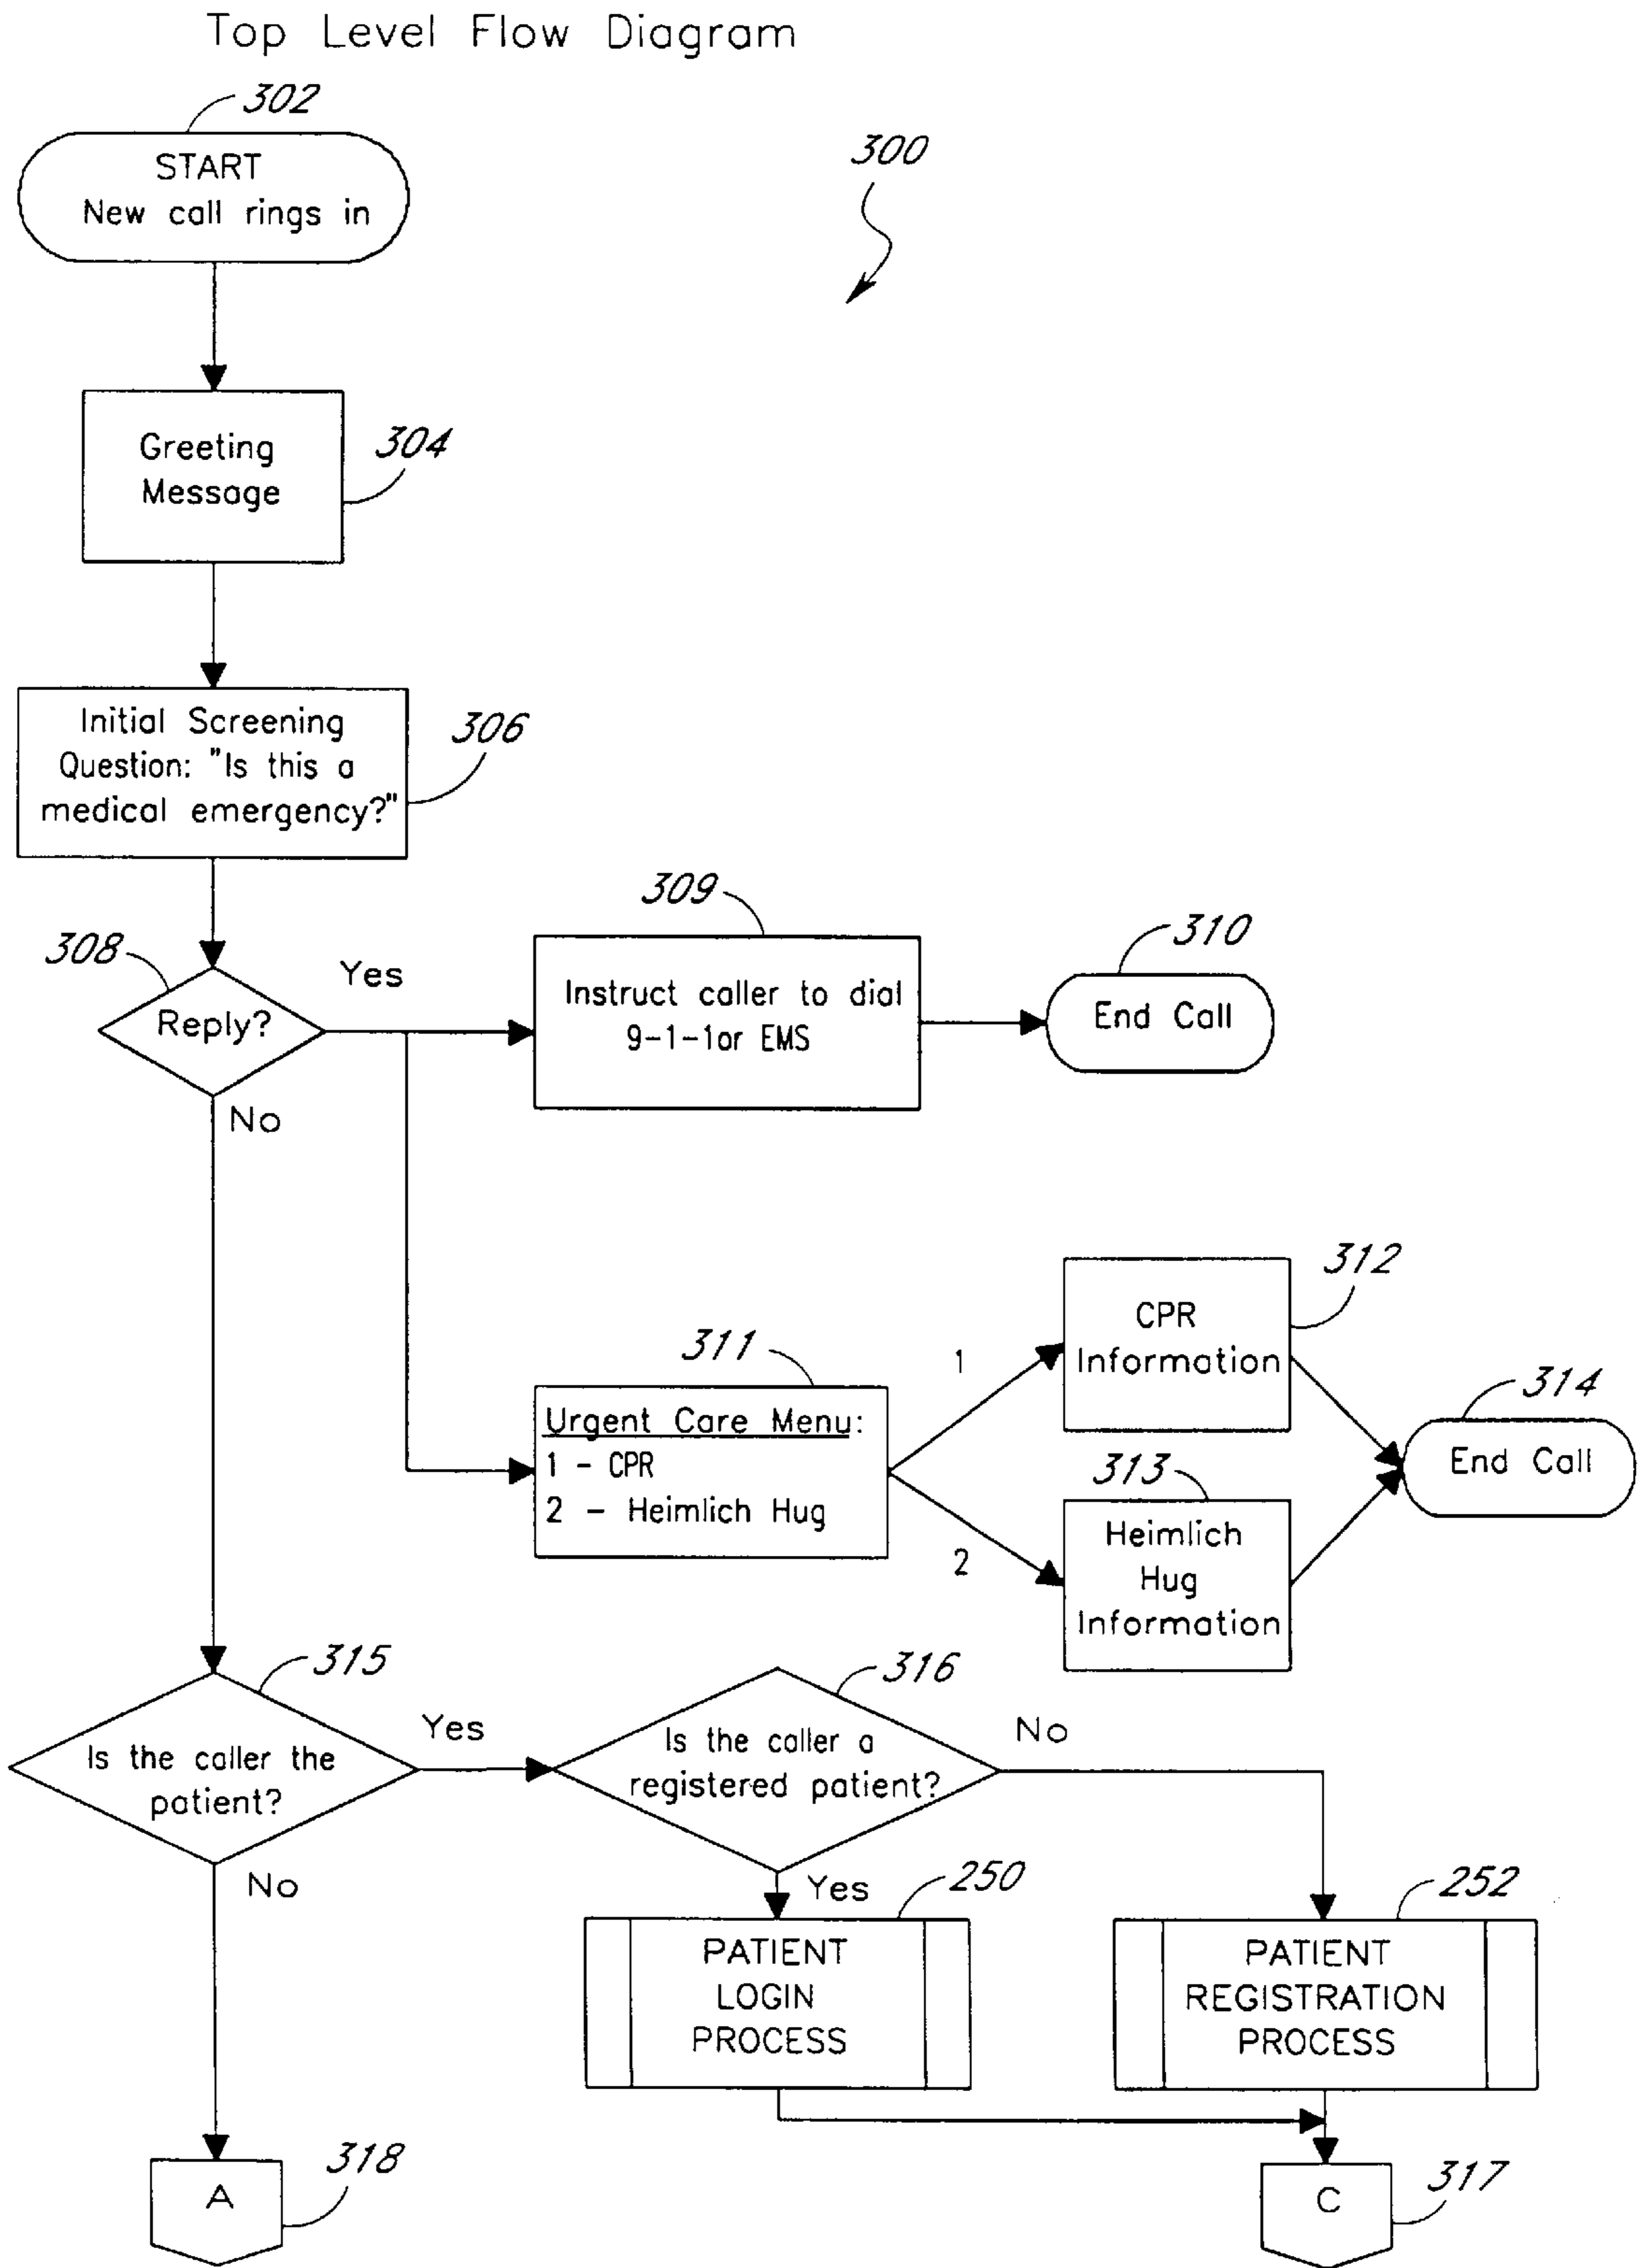 Top Level Flow Diagram
302
START
New call rings in
300
Greeting
Message
304
Initial Screening
Question: "Is this a
medical emergency?"
306
308
Reply?
Yes
No
309
Instruct caller to dial
9-1-1or EMS
310
End Call
311
Urgent Care Menu:
1 - CPR
2 - Heimlich Hug
1
2
312
CPR
Information
313
Heimlich
Hug
Information
314
End Call
315
Is the caller the
patient?
Yes
No
316
Is the caller a
registered patient?
No
Yes
250
PATIENT
LOGIN
PROCESS
252
PATIENT
REGISTRATION
PROCESS
A
318
C
317